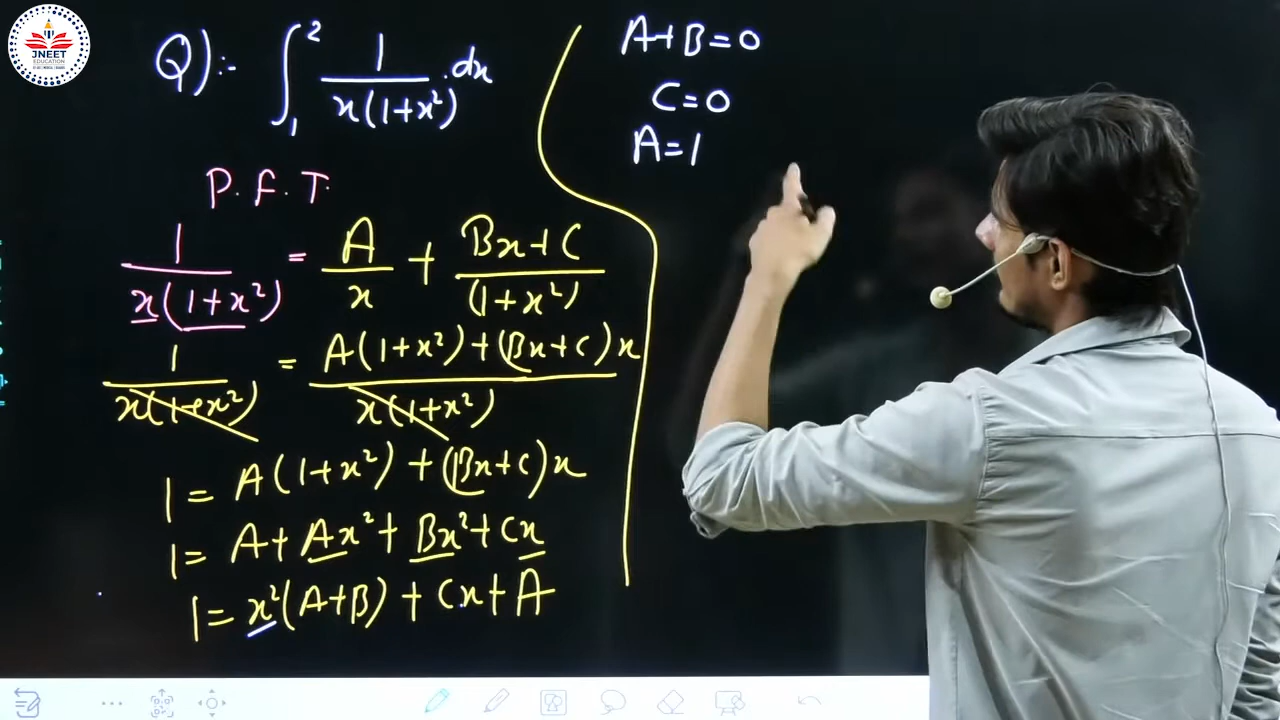 JNEET
EDUCATION
Q):- ∫₁² 1/x(1+x²) .dx
P.F.T.
1/x(1+x²) = A/x + Bx+C/(1+x²)
1/x(1+x²) = A(1+x²)+(Bx+C)x/x(1+x²)
1= A(1+x²) + (Bx+C)x
1= A+ Ax²+ Bx²+ Cx
1= x²(A+B) + Cx+ A
A+B=0
C=0
A=1